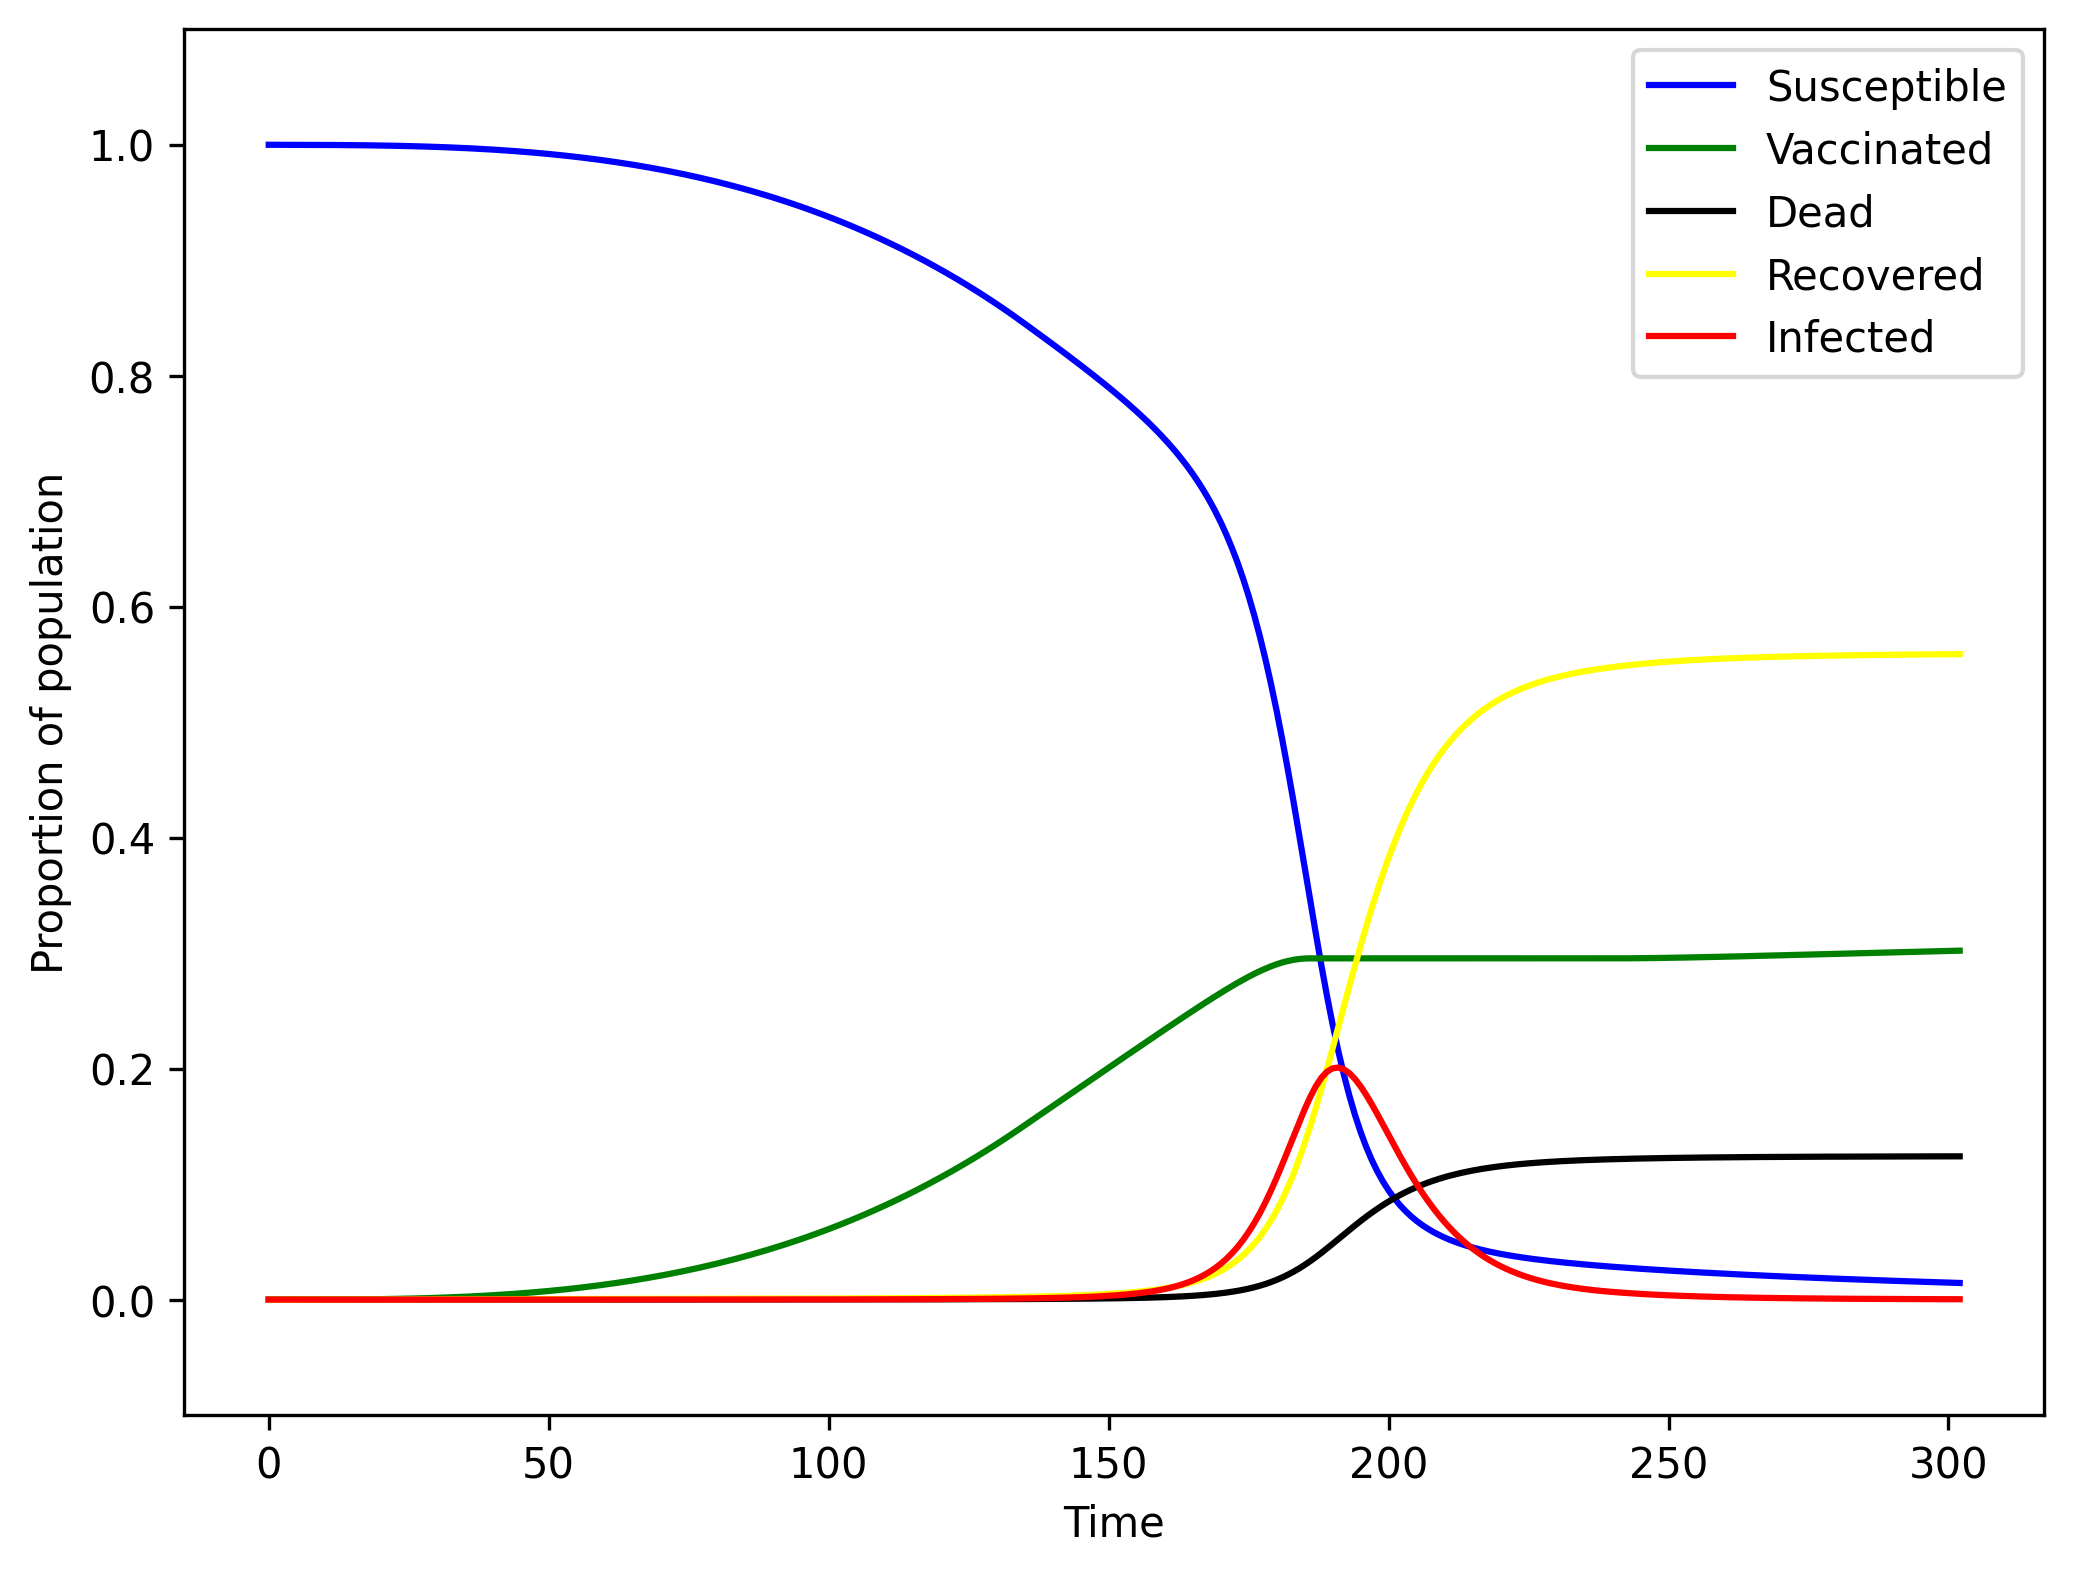 Susceptible
Vaccinated
Dead
Recovered
Infected
Proportion of population
1.0
0.8
0.6
0.4
0.2
0.0
0 50 100 150 200 250 300
Time